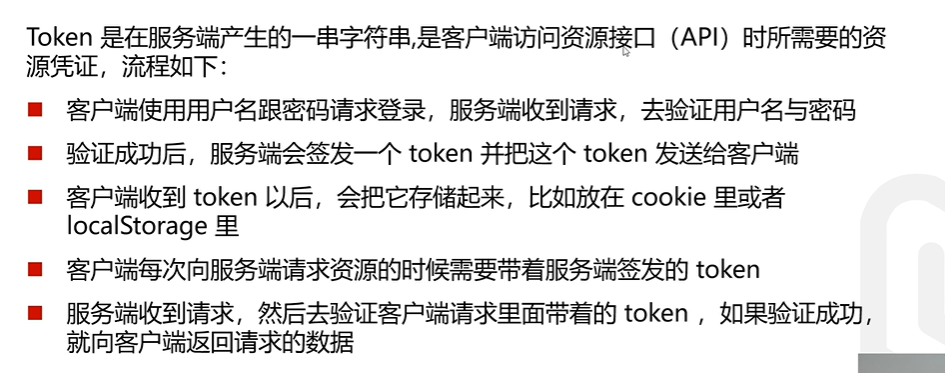 Token 是在服务端产生的一串字符串,是客户端访问资源接口（API）时所需要的资
源凭证，流程如下：
客户端使用用户名跟密码请求登录，服务端收到请求，去验证用户名与密码
验证成功后，服务端会签发一个 token 并把这个 token 发送给客户端
客户端收到 token 以后，会把它存储起来，比如放在 cookie 里或者
localStorage 里
客户端每次向服务端请求资源的时候需要带着服务端签发的 token
服务端收到请求，然后去验证客户端请求里面带着的 token ，如果验证成功，
就向客户端返回请求的数据